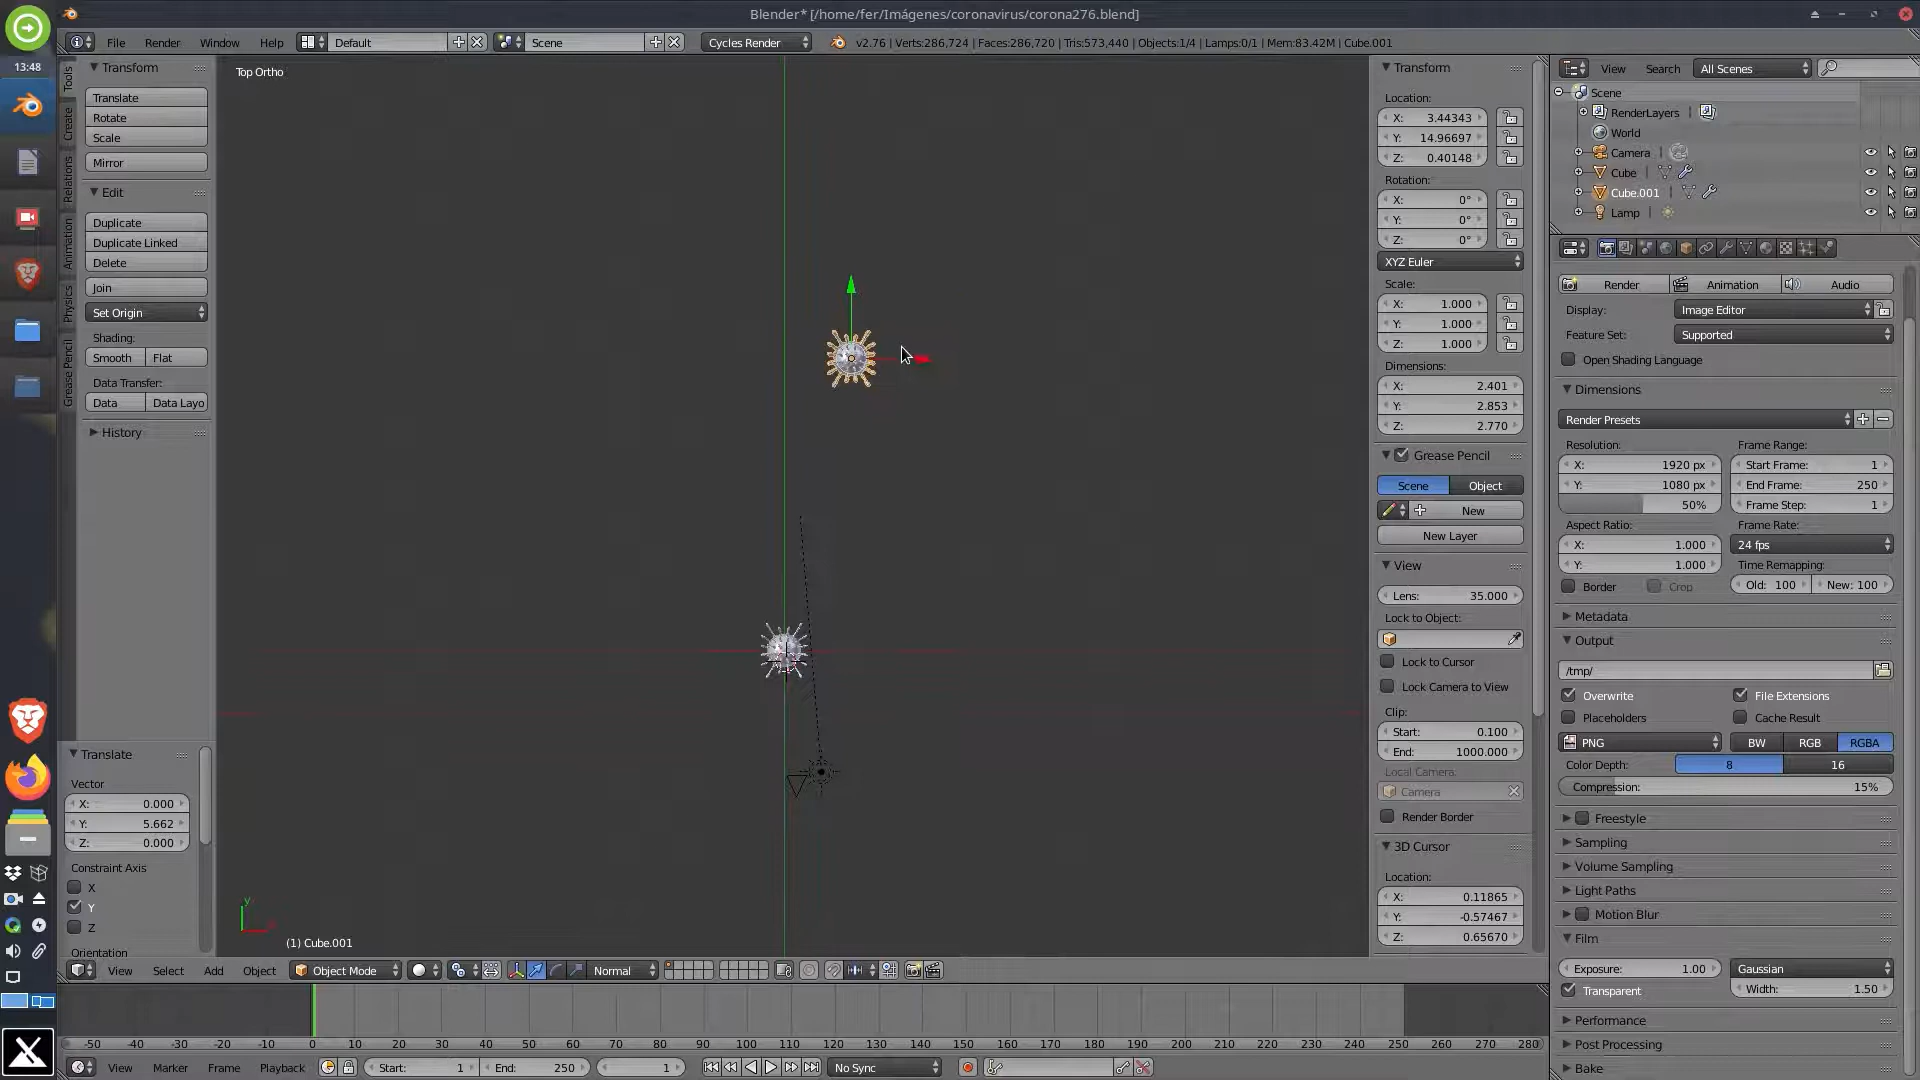 Blender* [/home/fer/Imágenes/coronavirus/corona276.blend]
File Render Window Help Default Scene Cycles Render v2.76 | Verts:286,724 | Faces:286,720 | Tris:573,440 | Objects:1/4 | Lamps:0/1 | Mem:83.42M | Cube.001
13:48
Tools
Create
Relations
Animation
Physics
Grease Pencil
Transform
Translate
Rotate
Scale
Mirror
Edit
Duplicate
Duplicate Linked
Delete
Join
Set Origin
Shading:
Smooth Flat
Data Transfer:
Data Data Layo
History
Translate
Vector
X: 0.000
Y: 5.662
Z: 0.000
Constraint Axis
X
Y
Z
Orientation
Top Ortho
y
(1) Cube.001
Transform
Location:
X: 3.44343
Y: 14.96697
Z: 0.40148
Rotation:
X: 0°
Y: 0°
Z: 0°
XYZ Euler
Scale:
X: 1.000
Y: 1.000
Z: 1.000
Dimensions:
X: 2.401
Y: 2.853
Z: 2.770
Grease Pencil
Scene Object
New
New Layer
View
Lens: 35.000
Lock to Object:
Lock to Cursor
Lock Camera to View
Clip:
Start: 0.100
End: 1000.000
Local Camera:
Camera
Render Border
3D Cursor
Location:
X: 0.11865
Y: -0.57467
Z: 0.65670
View Search All Scenes
Scene
RenderLayers
World
Camera
Cube
Cube.001
Lamp
Render Animation Audio
Display: Image Editor
Feature Set: Supported
Open Shading Language
Dimensions
Render Presets
Resolution: Frame Range:
X: 1920 px Start Frame: 1
Y: 1080 px End Frame: 250
50% Frame Step: 1
Aspect Ratio: Frame Rate:
X: 1.000 24 fps
Y: 1.000 Time Remapping:
Border Crop Old: 100 New: 100
Metadata
Output
/tmp/
Overwrite File Extensions
Placeholders Cache Result
PNG BW RGB RGBA
Color Depth: 8 16
Compression: 15%
Freestyle
Sampling
Volume Sampling
Light Paths
Motion Blur
Film
Exposure: 1.00 Gaussian
Transparent Width: 1.50
Performance
Post Processing
Bake
View Select Add Object Object Mode Normal
-50 -40 -30 -20 -10 0 10 20 30 40 50 60 70 80 90 100 110 120 130 140 150 160 170 180 190 200 210 220 230 240 250 260 270 280
View Marker Frame Playback Start: 1 End: 250 1 No Sync